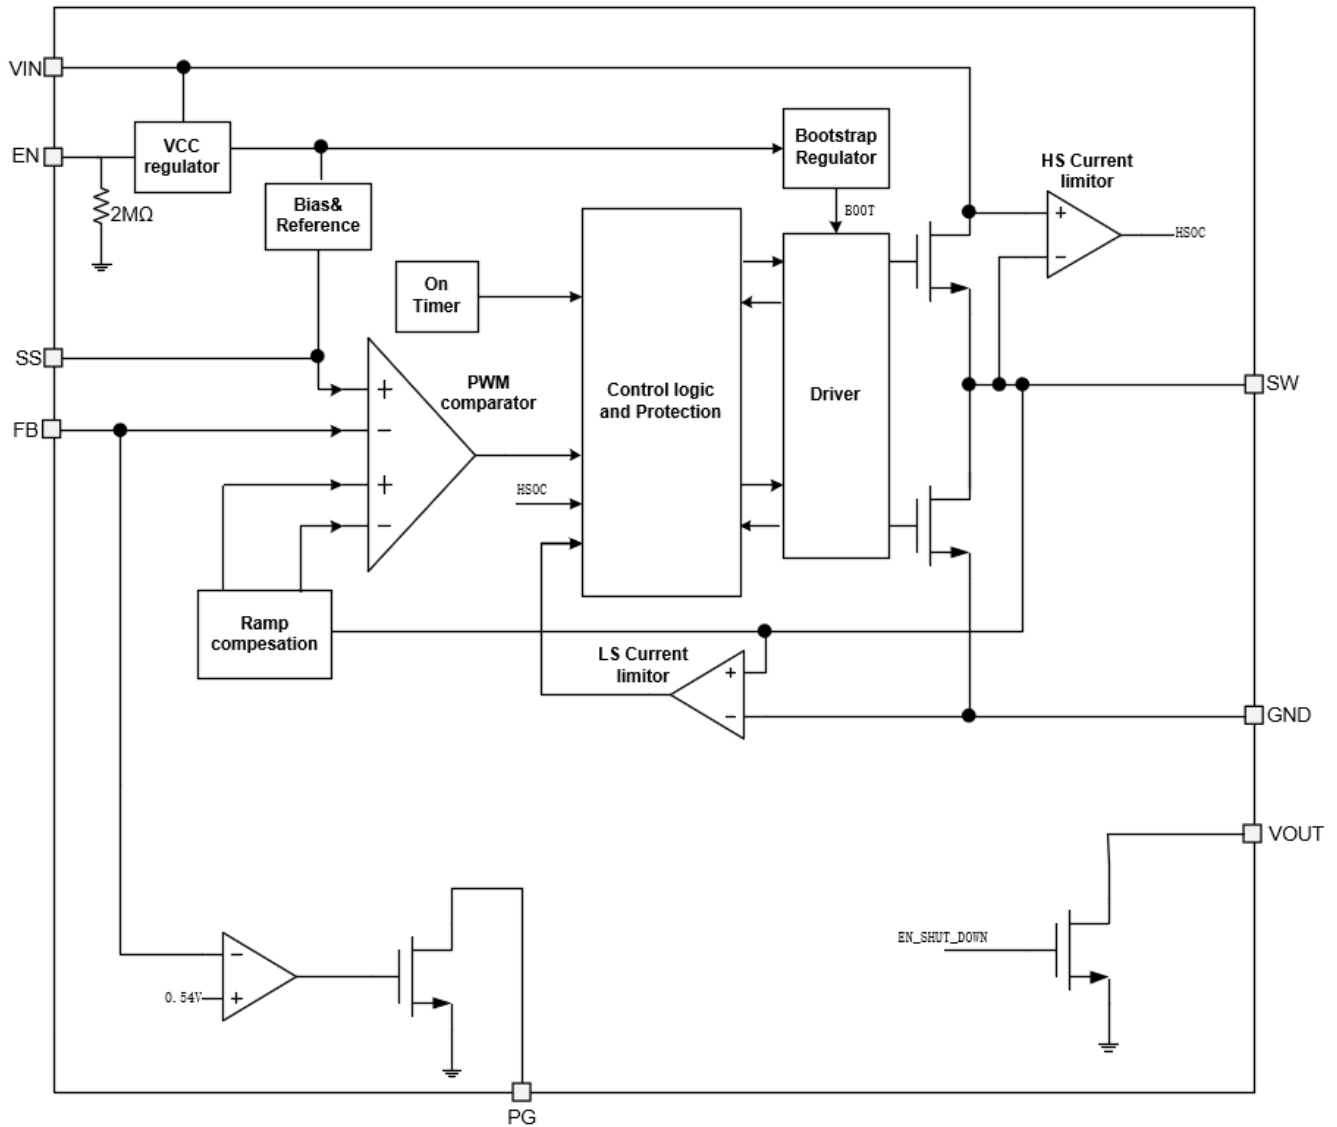 VIN
EN
VCC
regulator
2MΩ
Bias&
Reference
Bootstrap
Regulator
BOOT
HS Current
limitor
+
−
HSOC
On
Timer
SS
FB
PWM
comparator
+
−
+
−
HSOC
Control logic
and Protection
Driver
SW
Ramp
compesation
LS Current
limitor
+
−
GND
VOUT
EN_SHUT_DOWN
−
0.54V
+
PG